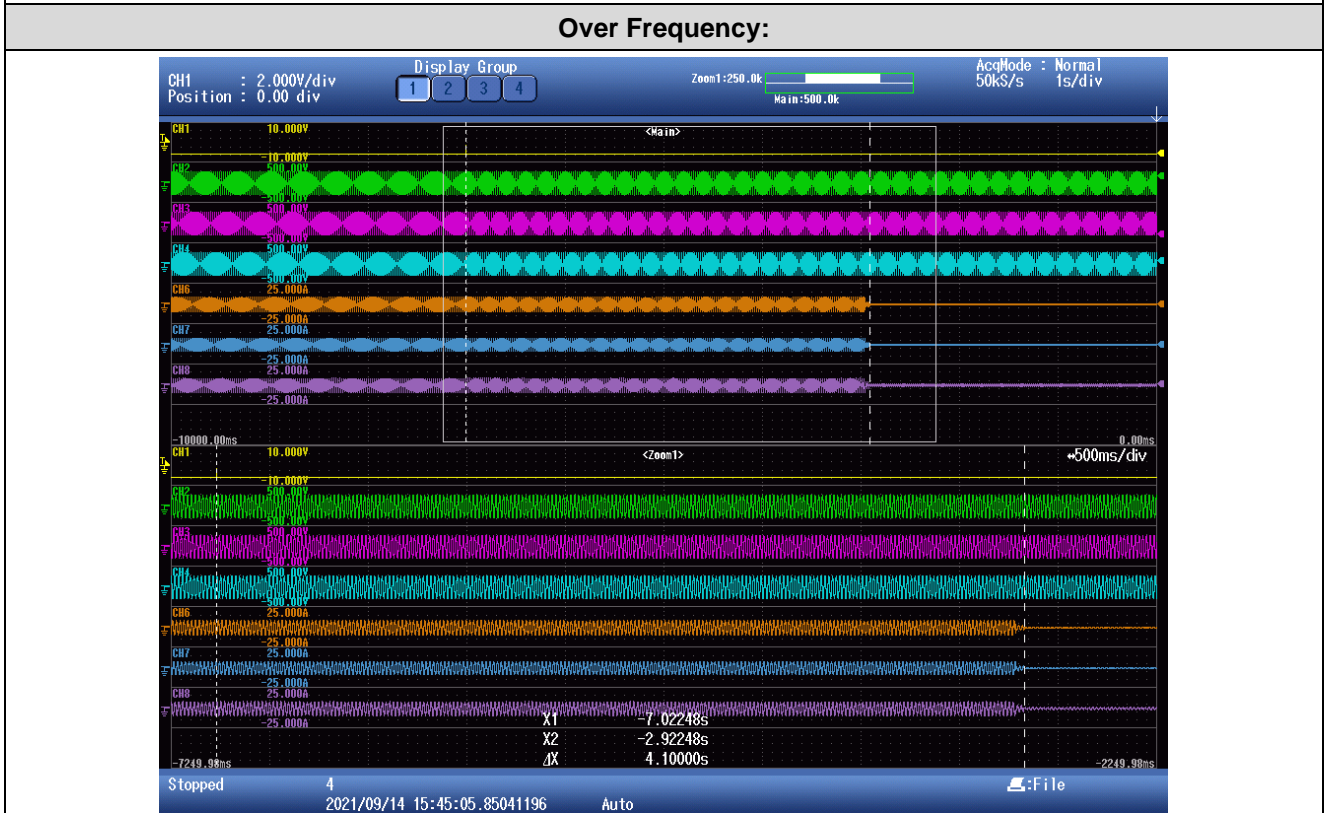 Over Frequency:
CH1 : 2.000V/div
Position : 0.00 div
Display Group
1 2 3 4
Zoom1:250.0k
Main:500.0k
AcqMode : Normal
50kS/s 1s/div
CH1 10.000V <Main>
-10.000V
CH2 500.00V
-500.00V
CH3 500.00V
-500.00V
CH4 500.00V
-500.00V
CH6 25.000A
-25.000A
CH7 25.000A
-25.000A
CH8 25.000A
-25.000A
-10000.00ms 0.00ms
CH1 10.000V <Zoom1> ↔500ms/div
-10.000V
CH2 500.00V
-500.00V
CH3 500.00V
-500.00V
CH4 500.00V
-500.00V
CH6 25.000A
-25.000A
CH7 25.000A
-25.000A
CH8 25.000A
-25.000A
X1 -7.02248s
X2 -2.92248s
ΔX 4.10000s
-7249.98ms -2249.98ms
Stopped 4 :File
2021/09/14 15:45:05.85041196 Auto